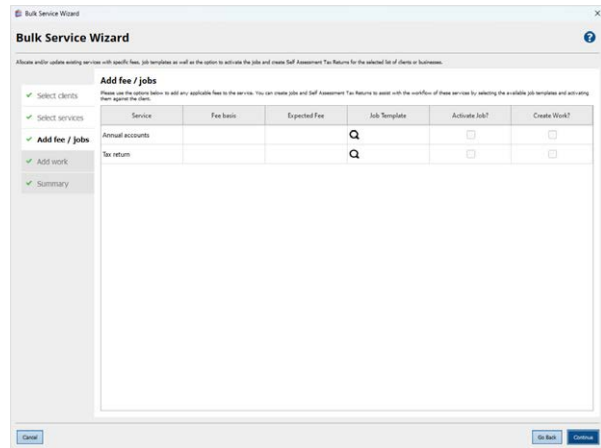 Bulk Service Wizard
Bulk Service Wizard
Allocate and/or update existing services with specific fees, job templates as well as the option to activate the jobs and create Self Assessment Tax Returns for the selected list of clients or businesses.
Add fee / jobs
Please use the options below to add any applicable fees to the service. You can create jobs and Self Assessment Tax Returns to assist with the workflow of these services by selecting the available job templates and activating
them against the client.
Select clients
Select services
Add fee / jobs
Add work
Summary
Service Fee basis Expected Fee Job Template Activate Job? Create Work?
Annual accounts
Tax return
Cancel Go Back Continue